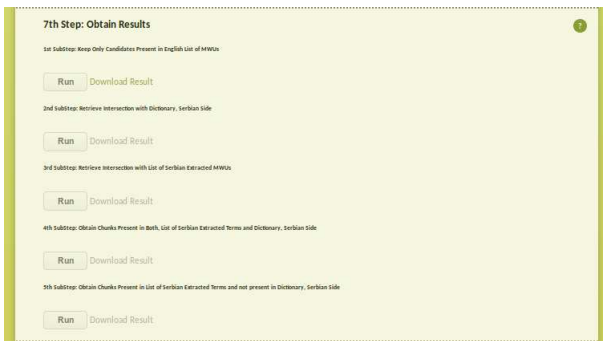 7th Step: Obtain Results
?
1st SubStep: Keep Only Candidates Present in English List of MWUs
Run Download Result
2nd SubStep: Retrieve Intersection with Dictionary, Serbian Side
Run Download Result
3rd SubStep: Retrieve Intersection with List of Serbian Extracted MWUs
Run Download Result
4th SubStep: Obtain Chunks Present in Both, List of Serbian Extracted Terms and Dictionary, Serbian Side
Run Download Result
5th SubStep: Obtain Chunks Present in List of Serbian Extracted Terms and not present in Dictionary, Serbian Side
Run Download Result